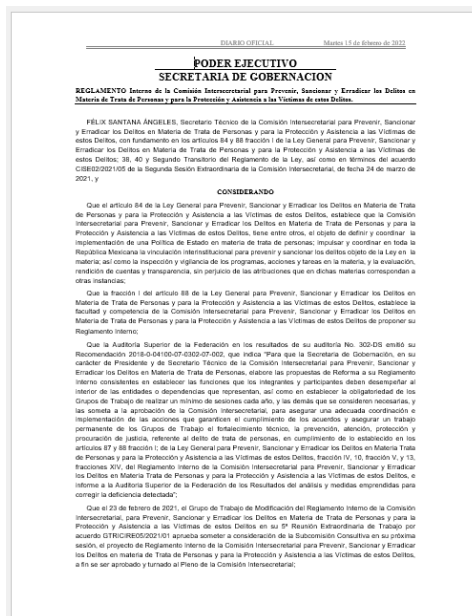 DIARIO OFICIAL Martes 15 de febrero de 2022
PODER EJECUTIVO
SECRETARIA DE GOBERNACION
REGLAMENTO Interno de la Comisión Intersecretarial para Prevenir, Sancionar y Erradicar los Delitos en
Materia de Trata de Personas y para la Protección y Asistencia a las Víctimas de estos Delitos.
FÉLIX SANTANA ÁNGELES, Secretario Técnico de la Comisión Intersecretarial para Prevenir, Sancionar
y Erradicar los Delitos en Materia de Trata de Personas y para la Protección y Asistencia a las Víctimas de
estos Delitos, con fundamento en los artículos 84 y 88 fracción I de la Ley General para Prevenir, Sancionar y
Erradicar los Delitos en Materia de Trata de Personas y para la Protección y Asistencia a las Víctimas de
estos Delitos; 38, 40 y Segundo Transitorio del Reglamento de la Ley, así como en términos del acuerdo
CISE02/2021/05 de la Segunda Sesión Extraordinaria de la Comisión Intersecretarial, de fecha 24 de marzo de
2021, y
CONSIDERANDO
Que el artículo 84 de la Ley General para Prevenir, Sancionar y Erradicar los Delitos en Materia de Trata
de Personas y para la Protección y Asistencia a las Víctimas de estos Delitos, establece que la Comisión
Intersecretarial para Prevenir, Sancionar y Erradicar los Delitos en Materia de Trata de Personas y para la
Protección y Asistencia a las Víctimas de estos Delitos, tiene entre otros, el objeto de definir y coordinar la
implementación de una Política de Estado en materia de trata de personas; impulsar y coordinar en toda la
República Mexicana la vinculación interinstitucional para prevenir y sancionar los delitos objeto de la Ley en la
materia; así como la inspección y vigilancia de los programas, acciones y tareas en la materia, y la evaluación,
rendición de cuentas y transparencia, sin perjuicio de las atribuciones que en dichas materias correspondan a
otras instancias;
Que la fracción I del artículo 88 de la Ley General para Prevenir, Sancionar y Erradicar los Delitos en
Materia de Trata de Personas y para la Protección y Asistencia a las Víctimas de estos Delitos, establece la
facultad y competencia de la Comisión Intersecretarial para Prevenir, Sancionar y Erradicar los Delitos en
Materia de Trata de Personas y para la Protección y Asistencia a las Víctimas de estos Delitos de proponer su
Reglamento Interno;
Que la Auditoría Superior de la Federación en los resultados de su auditoría No. 302-DS emitió su
Recomendación 2018-0-04100-07-0302-07-002, que indica "Para que la Secretaría de Gobernación, en su
carácter de Presidente y de Secretario Técnico de la Comisión Intersecretarial para Prevenir, Sancionar y
Erradicar los Delitos en Materia de Trata de Personas, elabore las propuestas de Reforma a su Reglamento
Interno consistentes en establecer las funciones que los integrantes y participantes deben desempeñar al
interior de las entidades o dependencias que representan, así como en establecer la obligatoriedad de los
Grupos de Trabajo de realizar un mínimo de sesiones cada año, y las demás que se consideren necesarias, y
las someta a la aprobación de la Comisión Intersecretarial, para asegurar una adecuada coordinación e
implementación de las acciones que garanticen el cumplimiento de los acuerdos y asegurar un trabajo
permanente de los Grupos de Trabajo el fortalecimiento técnico, la prevención, atención, protección y
procuración de justicia, referente al delito de trata de personas, en cumplimiento de lo establecido en los
artículos 87 y 88 fracción I; de la Ley General para Prevenir, Sancionar y Erradicar los Delitos en Materia Trata
de Personas y para la Protección y Asistencia a las Víctimas de estos Delitos, fracción IV, 10, fracción V, y 13,
fracciones XIV, del Reglamento Interno de la Comisión Intersecretarial para Prevenir, Sancionar y Erradicar
los Delitos en Materia Trata de Personas y para la Protección y Asistencia a las Víctimas de estos Delitos, e
informe a la Auditoría Superior de la Federación de los Resultados del análisis y medidas emprendidas para
corregir la deficiencia detectada";
Que el 23 de febrero de 2021, el Grupo de Trabajo de Modificación del Reglamento Interno de la Comisión
Intersecretarial, para Prevenir, Sancionar y Erradicar los Delitos en Materia de Trata de Personas y para la
Protección y Asistencia a las Víctimas de estos Delitos en su 5ª Reunión Extraordinaria de Trabajo por
acuerdo GTRICIRE05/2021/01 aprueba someter a consideración de la Subcomisión Consultiva en su próxima
sesión, el proyecto de Reglamento Interno de la Comisión Intersecretarial para Prevenir, Sancionar y Erradicar
los Delitos en materia de Trata de Personas y para la Protección y Asistencia a las Víctimas de estos Delitos,
a fin se ser aprobado y turnado al Pleno de la Comisión Intersecretarial;